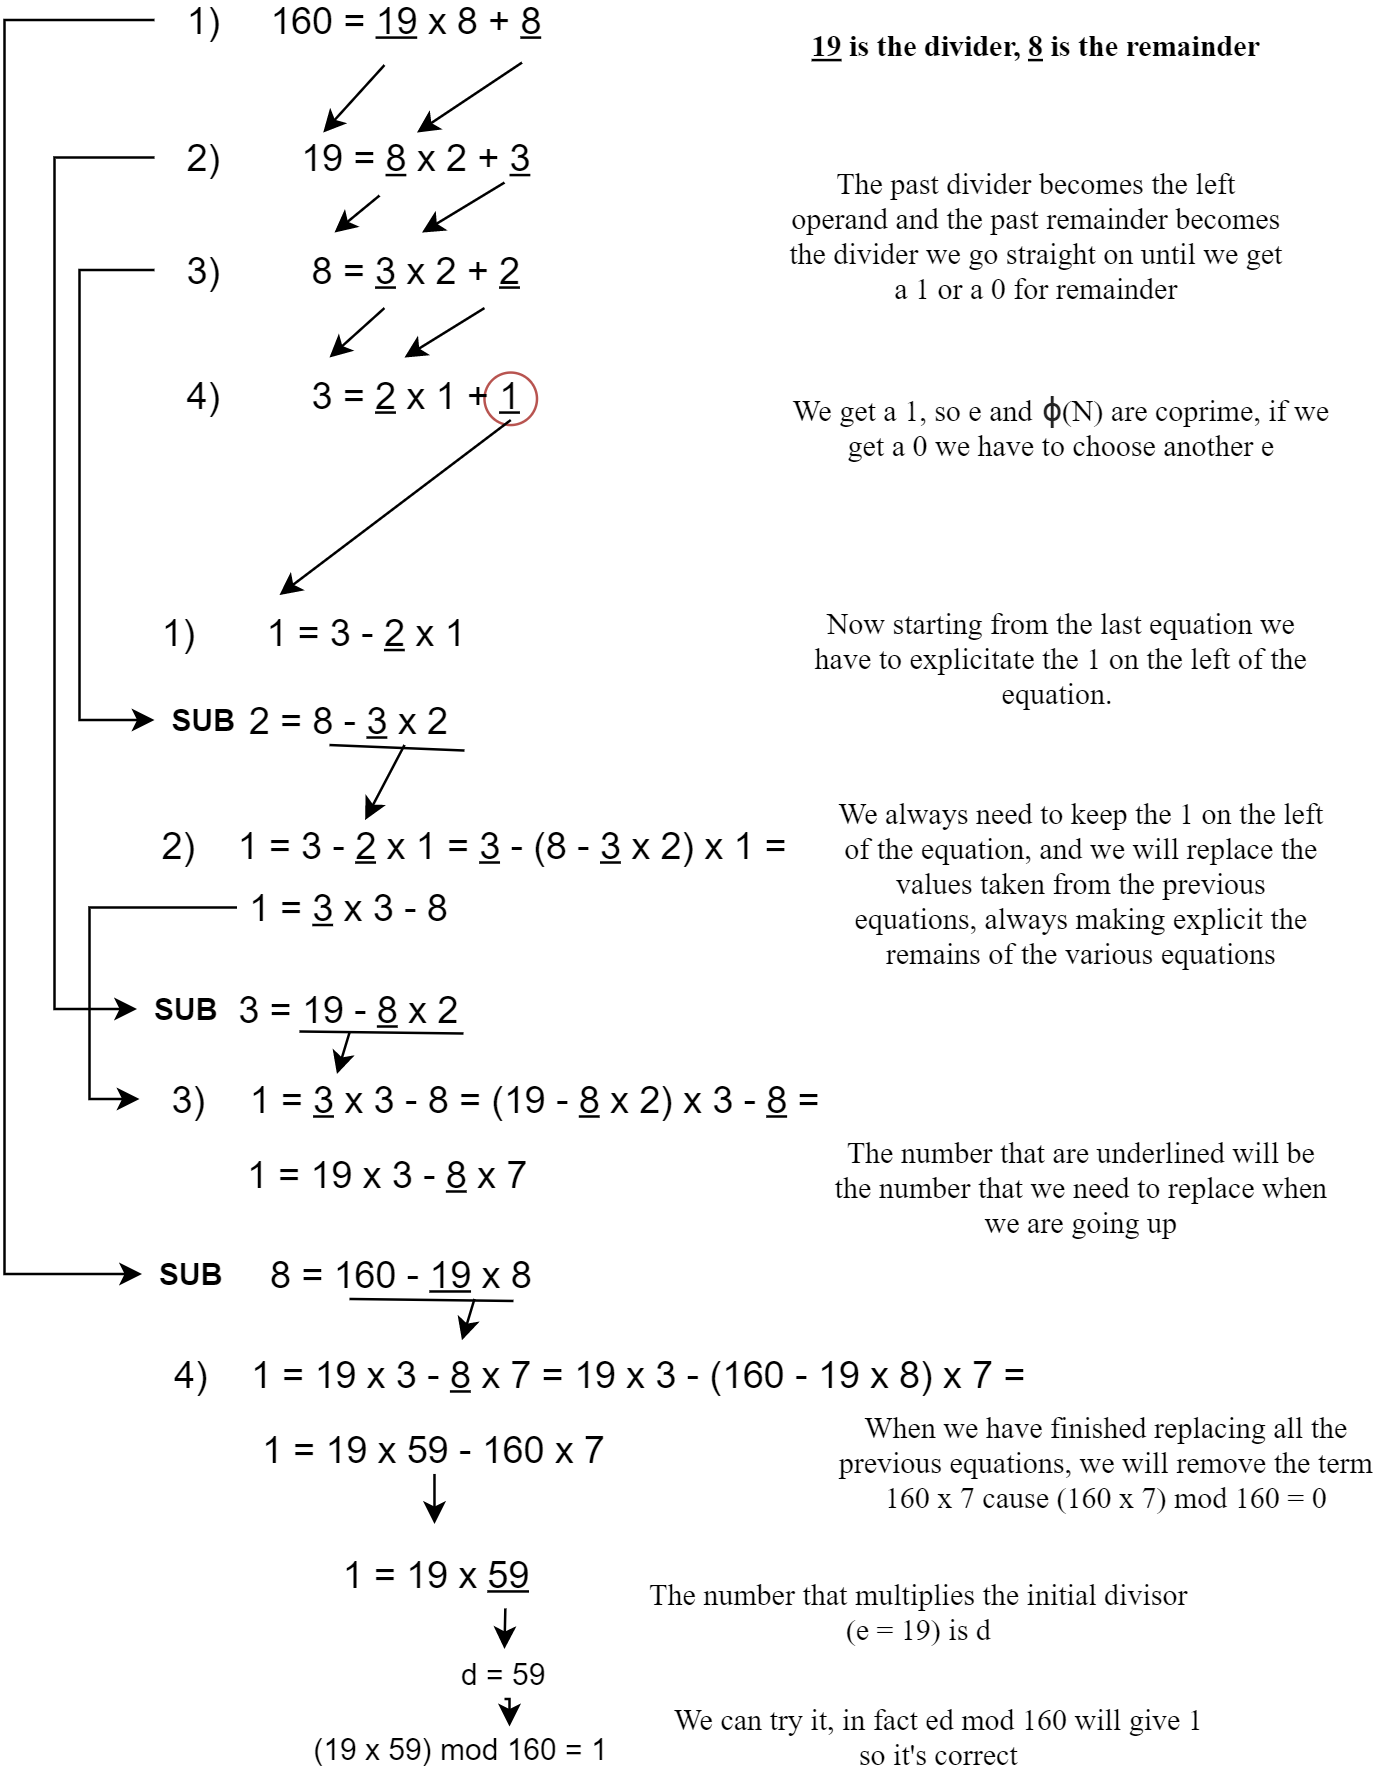 1) 160 = 19 x 8 + 8
19 is the divider, 8 is the remainder
2) 19 = 8 x 2 + 3
The past divider becomes the left
operand and the past remainder becomes
the divider we go straight on until we get
a 1 or a 0 for remainder
3) 8 = 3 x 2 + 2
4) 3 = 2 x 1 + 1
We get a 1, so e and ϕ(N) are coprime, if we
get a 0 we have to choose another e
1) 1 = 3 - 2 x 1
Now starting from the last equation we
have to explicitate the 1 on the left of the
equation.
SUB 2 = 8 - 3 x 2
2) 1 = 3 - 2 x 1 = 3 - (8 - 3 x 2) x 1 =
1 = 3 x 3 - 8
We always need to keep the 1 on the left
of the equation, and we will replace the
values taken from the previous
equations, always making explicit the
remains of the various equations
SUB 3 = 19 - 8 x 2
3) 1 = 3 x 3 - 8 = (19 - 8 x 2) x 3 - 8 =
1 = 19 x 3 - 8 x 7
The number that are underlined will be
the number that we need to replace when
we are going up
SUB 8 = 160 - 19 x 8
4) 1 = 19 x 3 - 8 x 7 = 19 x 3 - (160 - 19 x 8) x 7 =
1 = 19 x 59 - 160 x 7
When we have finished replacing all the
previous equations, we will remove the term
160 x 7 cause (160 x 7) mod 160 = 0
1 = 19 x 59
The number that multiplies the initial divisor
(e = 19) is d
d = 59
(19 x 59) mod 160 = 1
We can try it, in fact ed mod 160 will give 1
so it's correct